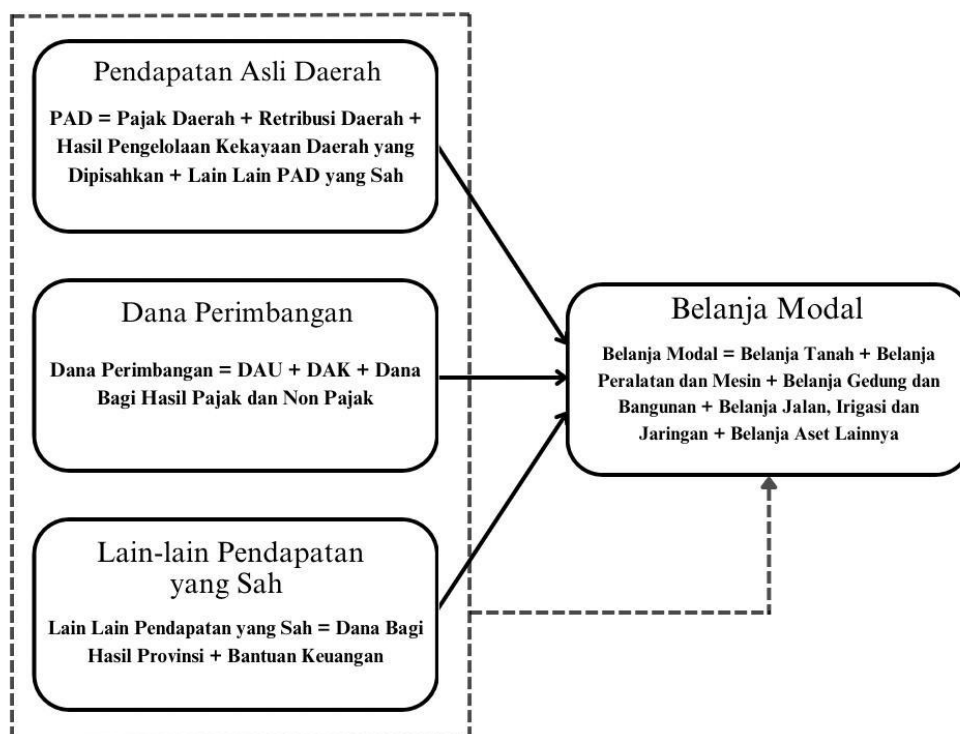 Pendapatan Asli Daerah
PAD = Pajak Daerah + Retribusi Daerah +
Hasil Pengelolaan Kekayaan Daerah yang
Dipisahkan + Lain Lain PAD yang Sah
Dana Perimbangan
Dana Perimbangan = DAU + DAK + Dana
Bagi Hasil Pajak dan Non Pajak
Lain-lain Pendapatan
yang Sah
Lain Lain Pendapatan yang Sah = Dana Bagi
Hasil Provinsi + Bantuan Keuangan
Belanja Modal
Belanja Modal = Belanja Tanah + Belanja
Peralatan dan Mesin + Belanja Gedung dan
Bangunan + Belanja Jalan, Irigasi dan
Jaringan + Belanja Aset Lainnya